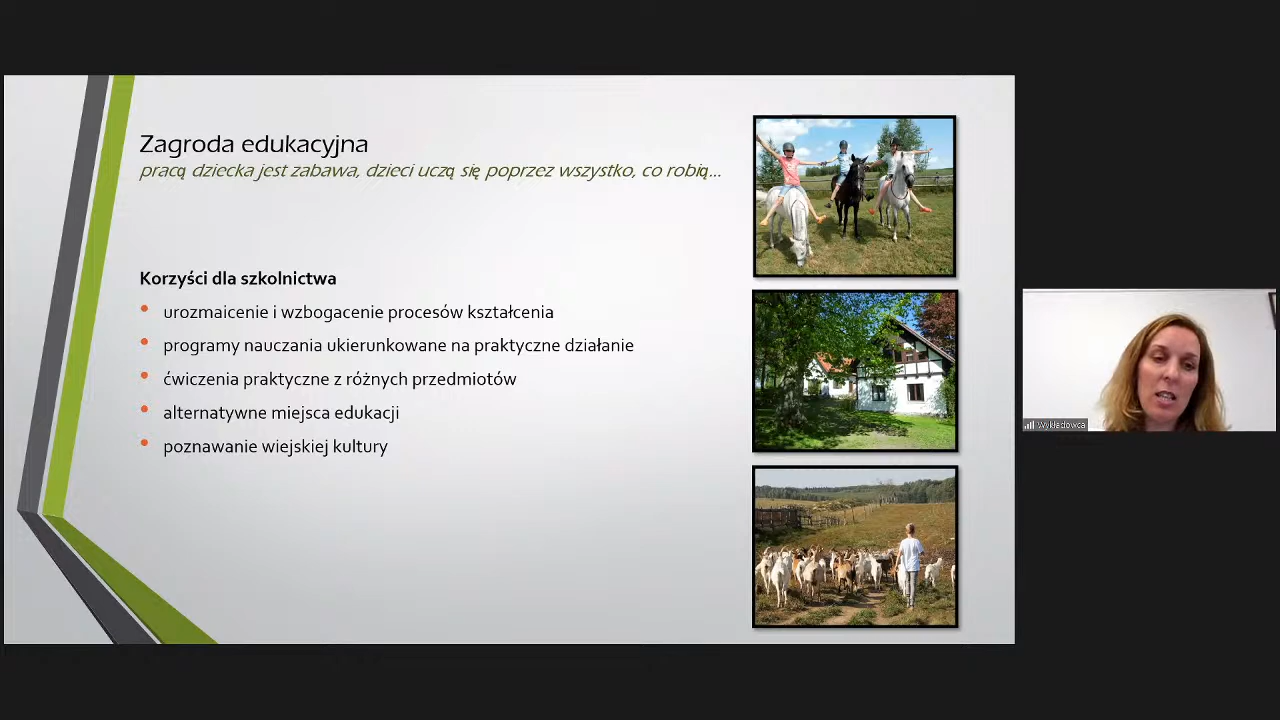 Zagroda edukacyjna
pracą dziecka jest zabawa, dzieci uczą się poprzez wszystko, co robią...
Korzyści dla szkolnictwa
• urozmaicenie i wzbogacenie procesów kształcenia
• programy nauczania ukierunkowane na praktyczne działanie
• ćwiczenia praktyczne z różnych przedmiotów
• alternatywne miejsca edukacji
• poznawanie wiejskiej kultury
Wykładowca